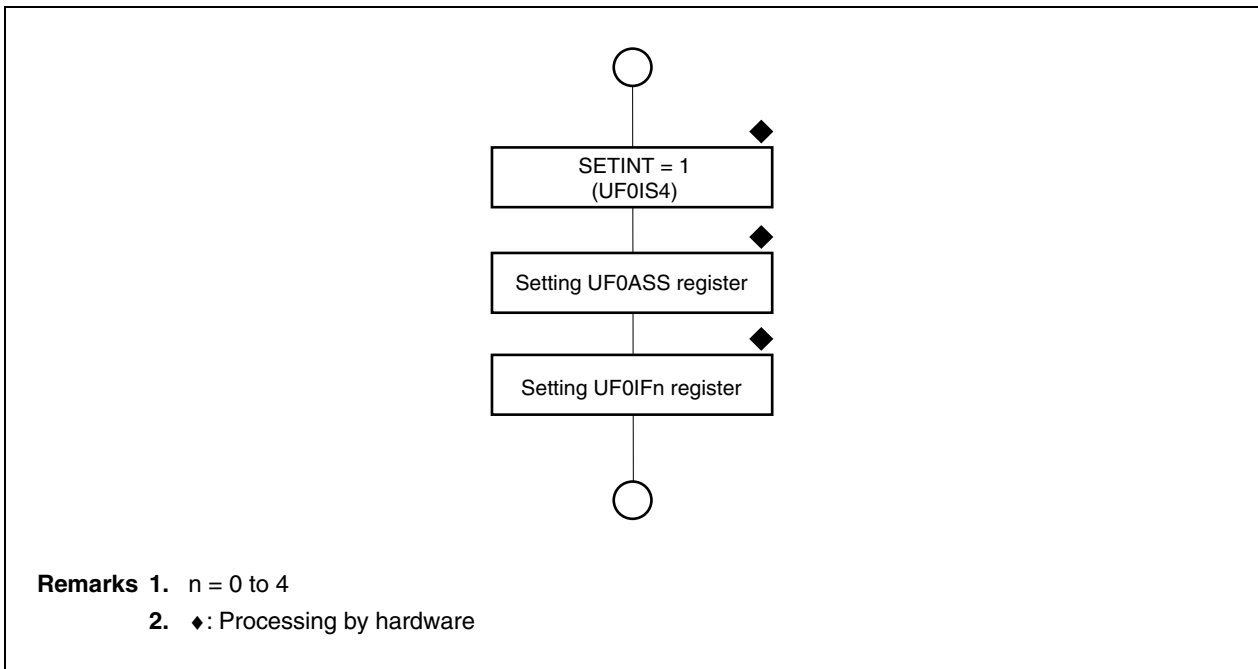 SETINT = 1
(UF0IS4)
Setting UF0ASS register
Setting UF0IFn register
Remarks 1. n = 0 to 4
2. ♦: Processing by hardware